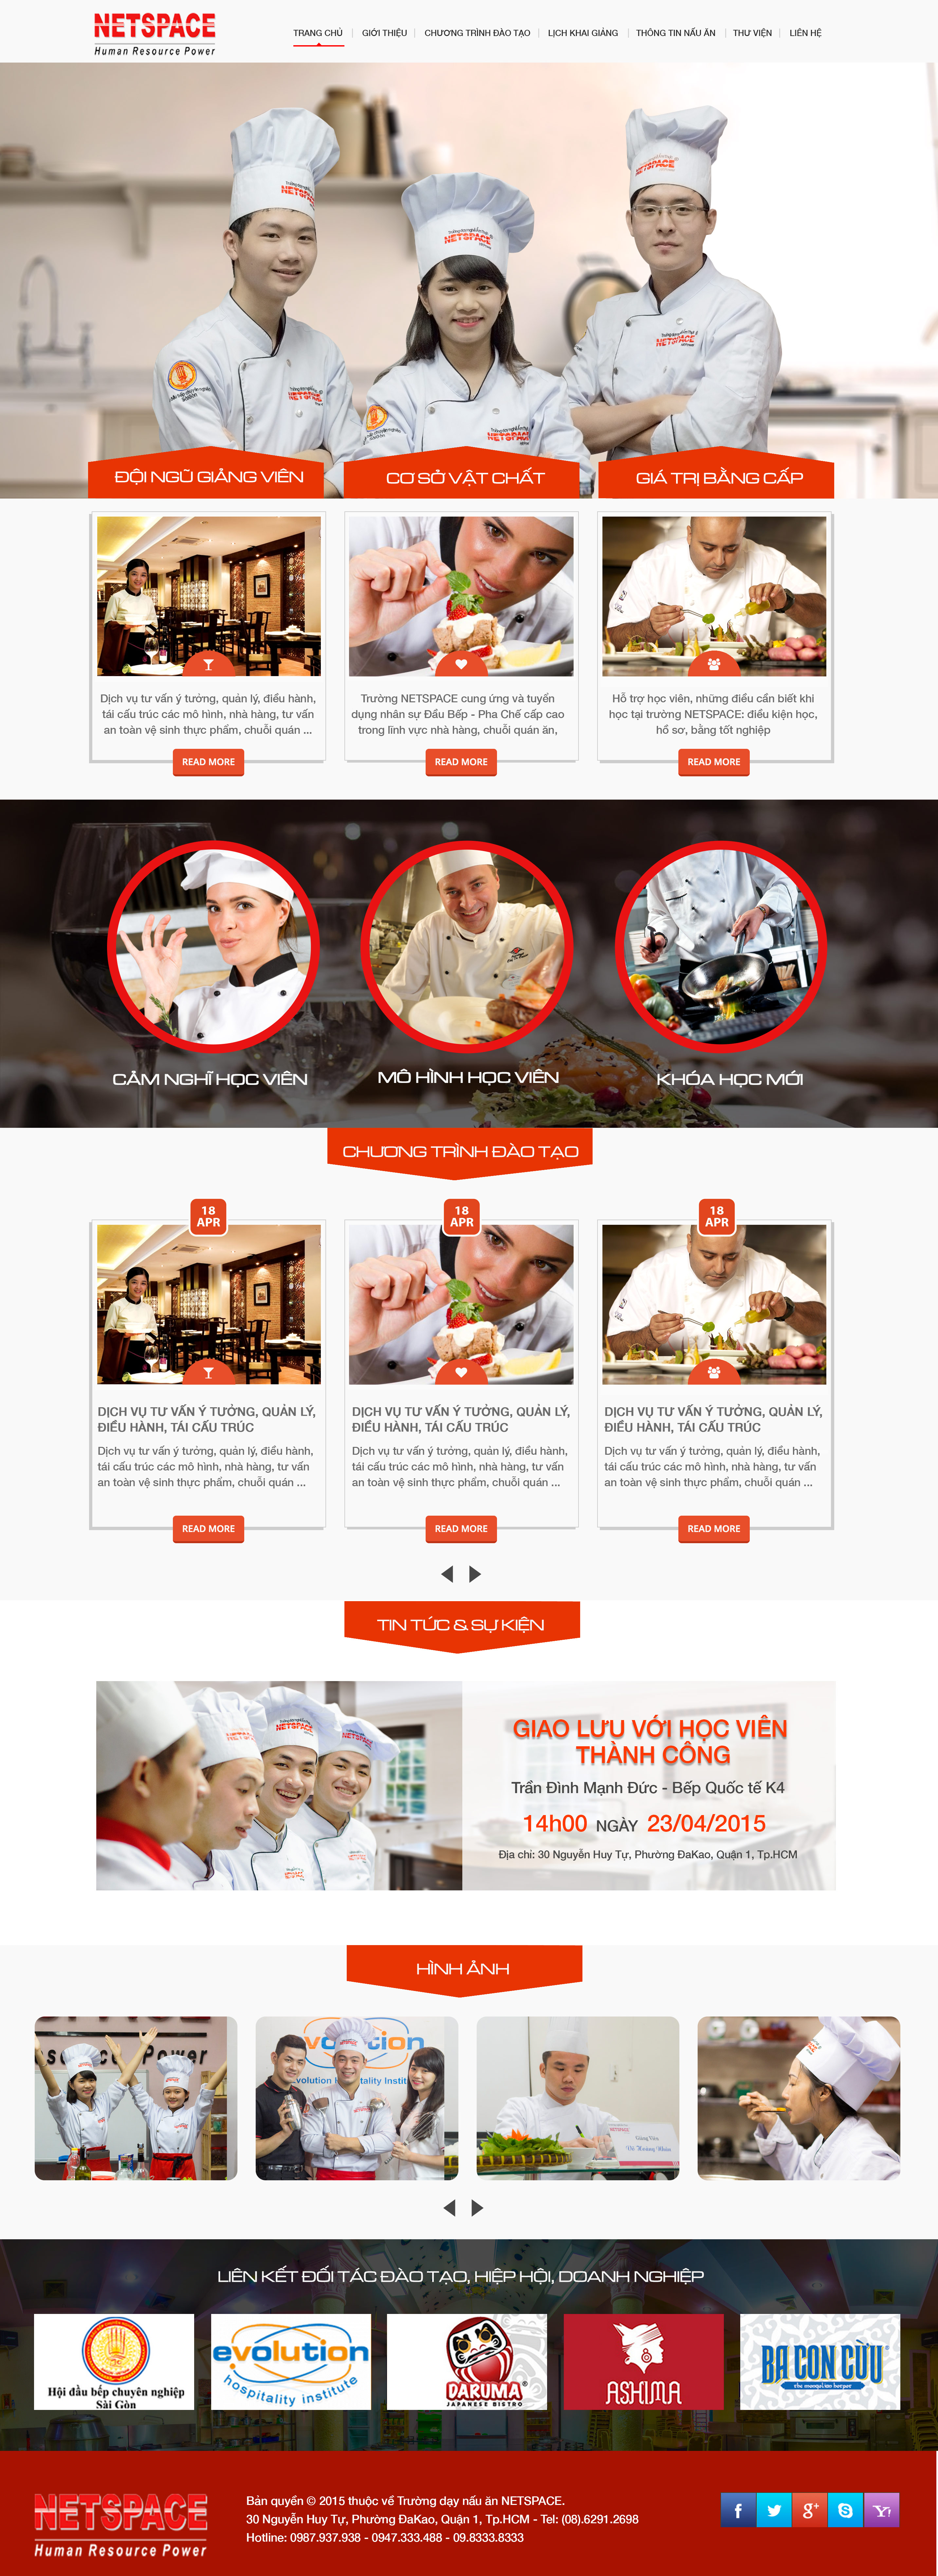 NETSPACE
Human Resource Power
TRANG CHỦ
GIỚI THIỆU
CHƯƠNG TRÌNH ĐÀO TẠO
LỊCH KHAI GIẢNG
THÔNG TIN NẤU ĂN
THƯ VIỆN
LIÊN HỆ
NETSPACE
NETSPACE
NETSPACE
NETSPACE
NETSPACE
NETSPACE
ĐỘI NGŨ GIẢNG VIÊN
CƠ SỞ VẬT CHẤT
GIÁ TRỊ BẰNG CẤP
Dịch vụ tư vấn ý tưởng, quản lý, điều hành,
tái cấu trúc các mô hình, nhà hàng, tư vấn
an toàn vệ sinh thực phẩm, chuỗi quán ...
READ MORE
Trường NETSPACE cung ứng và tuyển
dụng nhân sự Đầu Bếp - Pha Chế cấp cao
trong lĩnh vực nhà hàng, chuỗi quán ăn,
READ MORE
Hỗ trợ học viên, những điều cần biết khi
học tại trường NETSPACE: điều kiện học,
hồ sơ, bằng tốt nghiệp
READ MORE
CẢM NGHĨ HỌC VIÊN
MÔ HÌNH HỌC VIÊN
KHÓA HỌC MỚI
CHƯƠNG TRÌNH ĐÀO TẠO
18
APR
DỊCH VỤ TƯ VẤN Ý TƯỞNG, QUẢN LÝ,
ĐIỀU HÀNH, TÁI CẤU TRÚC
Dịch vụ tư vấn ý tưởng, quản lý, điều hành,
tái cấu trúc các mô hình, nhà hàng, tư vấn
an toàn vệ sinh thực phẩm, chuỗi quán ...
READ MORE
18
APR
DỊCH VỤ TƯ VẤN Ý TƯỞNG, QUẢN LÝ,
ĐIỀU HÀNH, TÁI CẤU TRÚC
Dịch vụ tư vấn ý tưởng, quản lý, điều hành,
tái cấu trúc các mô hình, nhà hàng, tư vấn
an toàn vệ sinh thực phẩm, chuỗi quán ...
READ MORE
18
APR
DỊCH VỤ TƯ VẤN Ý TƯỞNG, QUẢN LÝ,
ĐIỀU HÀNH, TÁI CẤU TRÚC
Dịch vụ tư vấn ý tưởng, quản lý, điều hành,
tái cấu trúc các mô hình, nhà hàng, tư vấn
an toàn vệ sinh thực phẩm, chuỗi quán ...
READ MORE
TIN TỨC & SỰ KIỆN
GIAO LƯU VỚI HỌC VIÊN
THÀNH CÔNG
Trần Đình Mạnh Đức - Bếp Quốc tế K4
14h00 NGÀY 23/04/2015
Địa chỉ: 30 Nguyễn Huy Tự, Phường ĐaKao, Quận 1, Tp.HCM
HÌNH ẢNH
Power
Giảng Viên
LIÊN KẾT ĐỐI TÁC ĐÀO TẠO, HIỆP HỘI, DOANH NGHIỆP
Hội đầu bếp chuyên nghiệp
Sài Gòn
evolution
hospitality institute
DARUMA
JAPANESE BISTRO
ASHIMA
BA CON CỪU
the mongolian hotpot
NETSPACE
Human Resource Power
Bản quyền © 2015 thuộc về Trường dạy nấu ăn NETSPACE.
30 Nguyễn Huy Tự, Phường ĐaKao, Quận 1, Tp.HCM - Tel: (08).6291.2698
Hotline: 0987.937.938 - 0947.333.488 - 09.8333.8333